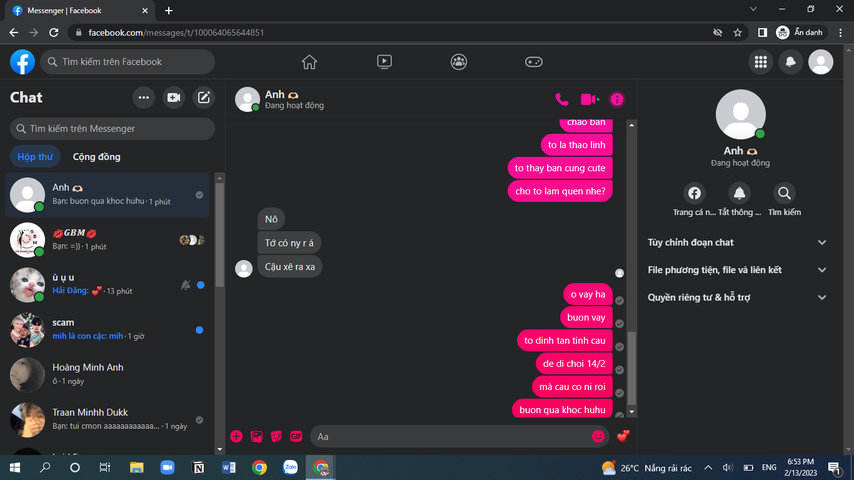 Messenger | Facebook
facebook.com/messages/t/100064065644851
Ẩn danh
Tìm kiếm trên Facebook
Chat
Tìm kiếm trên Messenger
Hộp thư
Cộng đồng
Anh 🫶🏻
Bạn: buon qua khoc huhu · 1 phút
💋GBM💋
Bạn: =)) · 1 phút
ù ụ u
Hải Đăng: 💕 · 13 phút
scam
mih là con cặc: mih · 1 giờ
Hoàng Minh Anh
ô · 1 ngày
Traan Minhh Dukk
Bạn: tui cmon aaaaaaaaaaaa... · 1 ngày
Anh 🫶🏻
Đang hoạt động
chao ban
to la thao linh
to thay ban cung cute
cho to lam quen nhe?
Nô
Tớ có ny r á
Cậu xê ra xa
o vay ha
buon vay
to dinh tan tinh cau
de di choi 14/2
mà cau co ni roi
buon qua khoc huhu
GIF
Aa
Anh 🫶🏻
Đang hoạt động
Trang cá n...
Tắt thông ...
Tìm kiếm
Tùy chỉnh đoạn chat
File phương tiện, file và liên kết
Quyền riêng tư & hỗ trợ
Zalo
26°C Nắng rải rác
ENG
6:53 PM
2/13/2023
1